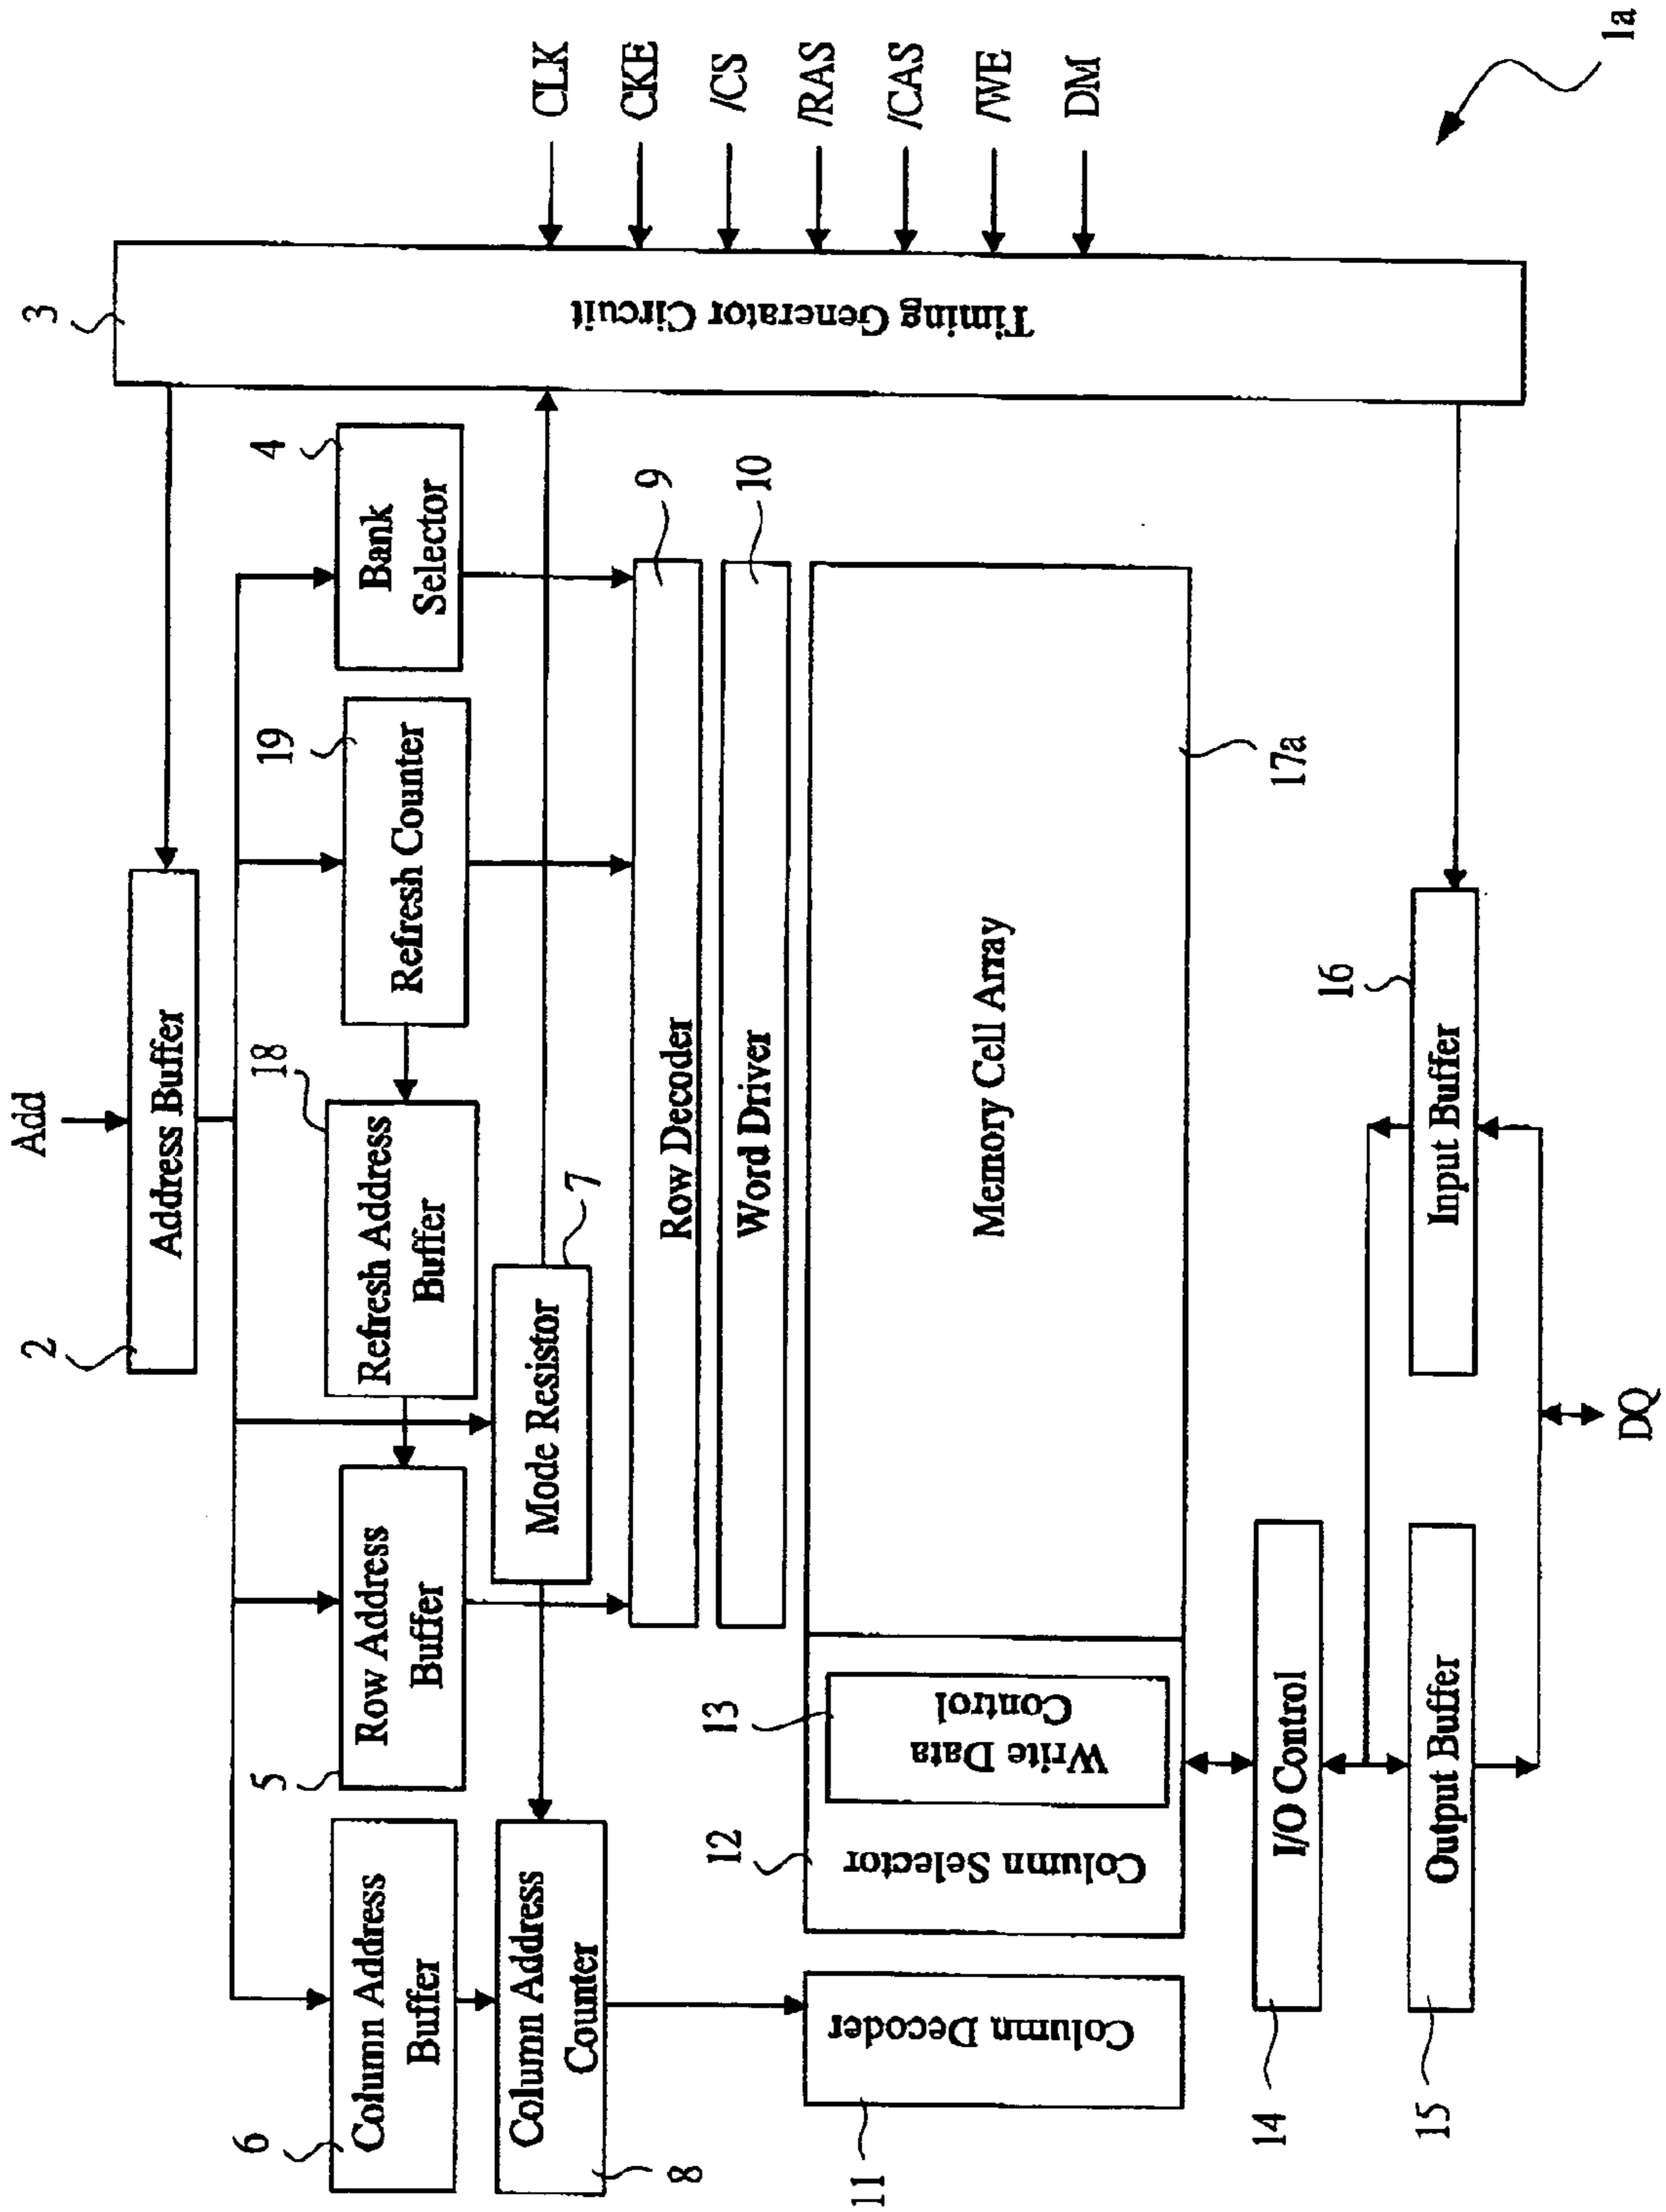 Add
2
Address Buffer
3
Timing Generator Circuit
CLK
CKE
/CS
/RAS
/CAS
/WE
DM
1a
6
Column Address
Buffer
5
Row Address
Buffer
18
Refresh Address
Buffer
19
Refresh Counter
4
Bank
Selector
8
Column Address
Counter
7
Mode Resistor
9
Row Decoder
10
Word Driver
11
Column Decoder
12
Column Selector
13
Write Data
Control
Memory Cell Array
17a
14
I/O Control
15
Output Buffer
16
Input Buffer
DQ